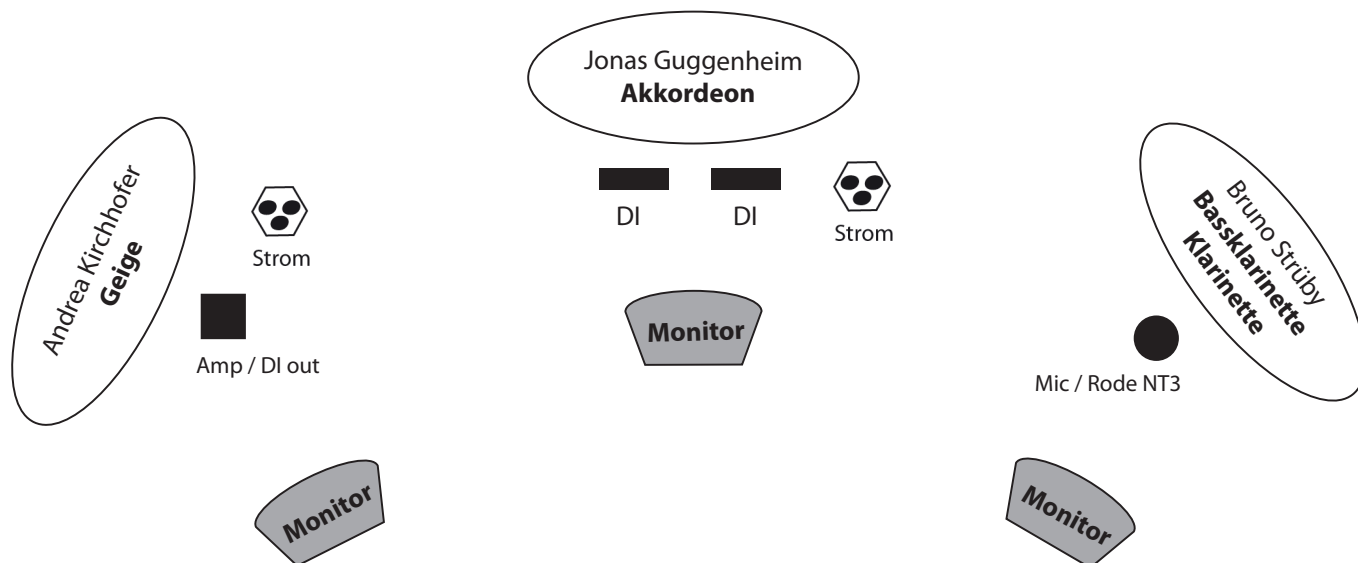 Jonas Guggenheim
Akkordeon
Andrea Kirchhofer
Geige
Strom
Amp / DI out
DI
DI
Strom
Monitor
Bruno Strüby
Bassklarinette
Klarinette
Mic / Rode NT3
Monitor
Monitor